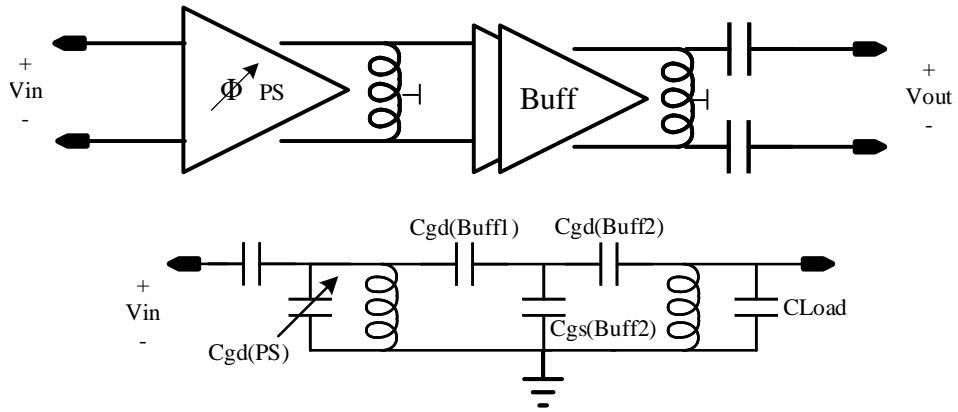 +
Vin
-
Φ PS
Buff
+
Vout
-
Cgd(Buff1) Cgd(Buff2)
+
Vin
-
Cgd(PS)
Cgs(Buff2)
CLoad